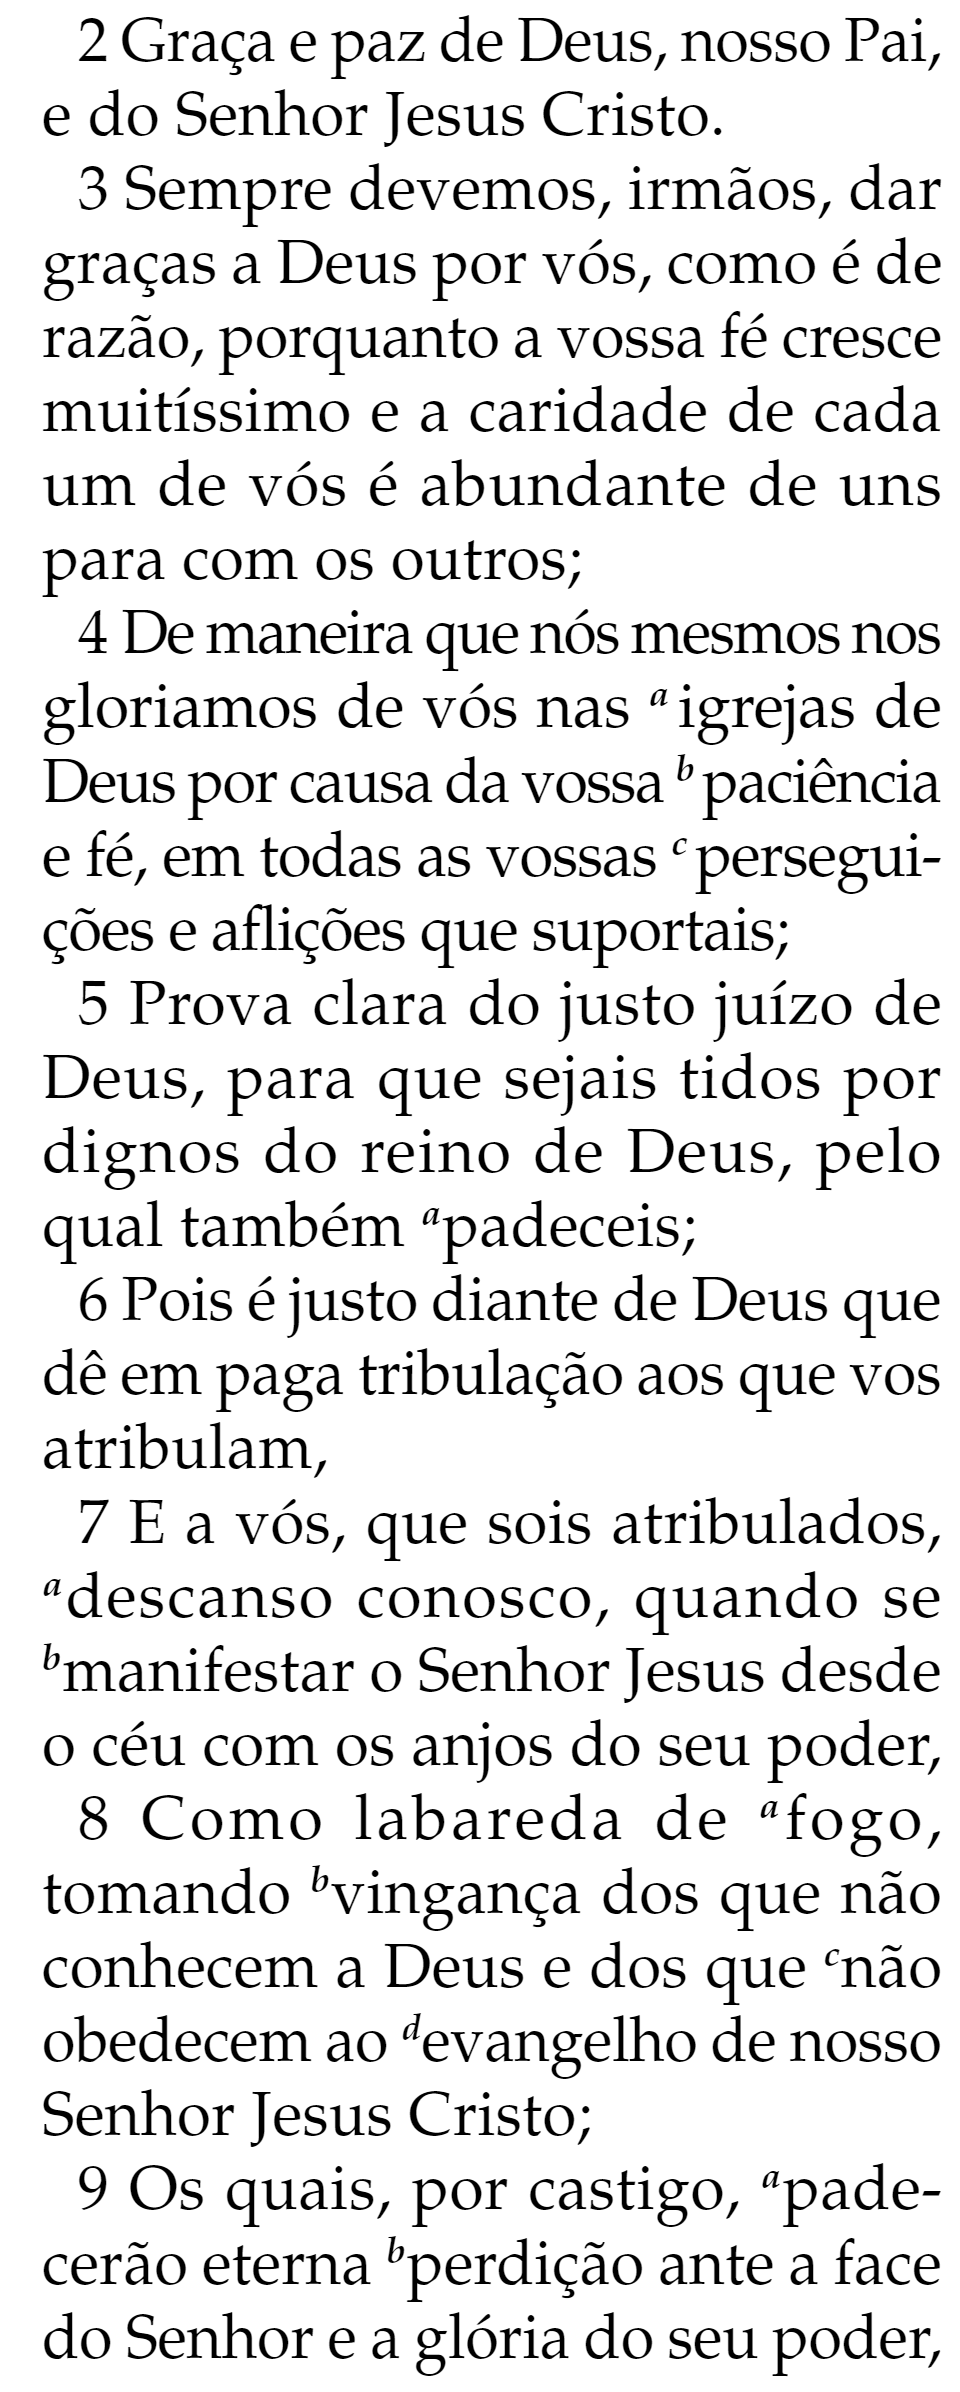 2 Graça e paz de Deus, nosso Pai,
e do Senhor Jesus Cristo.
3 Sempre devemos, irmãos, dar
graças a Deus por vós, como é de
razão, porquanto a vossa fé cresce
muitíssimo e a caridade de cada
um de vós é abundante de uns
para com os outros;
4 De maneira que nós mesmos nos
gloriamos de vós nas a igrejas de
Deus por causa da vossa b paciência
e fé, em todas as vossas c persegui-
ções e aflições que suportais;
5 Prova clara do justo juízo de
Deus, para que sejais tidos por
dignos do reino de Deus, pelo
qual também apadeceis;
6 Pois é justo diante de Deus que
dê em paga tribulação aos que vos
atribulam,
7 E a vós, que sois atribulados,
adescanso conosco, quando se
bmanifestar o Senhor Jesus desde
o céu com os anjos do seu poder,
8 Como labareda de afogo,
tomando bvingança dos que não
conhecem a Deus e dos que cnão
obedecem ao devangelho de nosso
Senhor Jesus Cristo;
9 Os quais, por castigo, apade-
cerão eterna bperdição ante a face
do Senhor e a glória do seu poder,